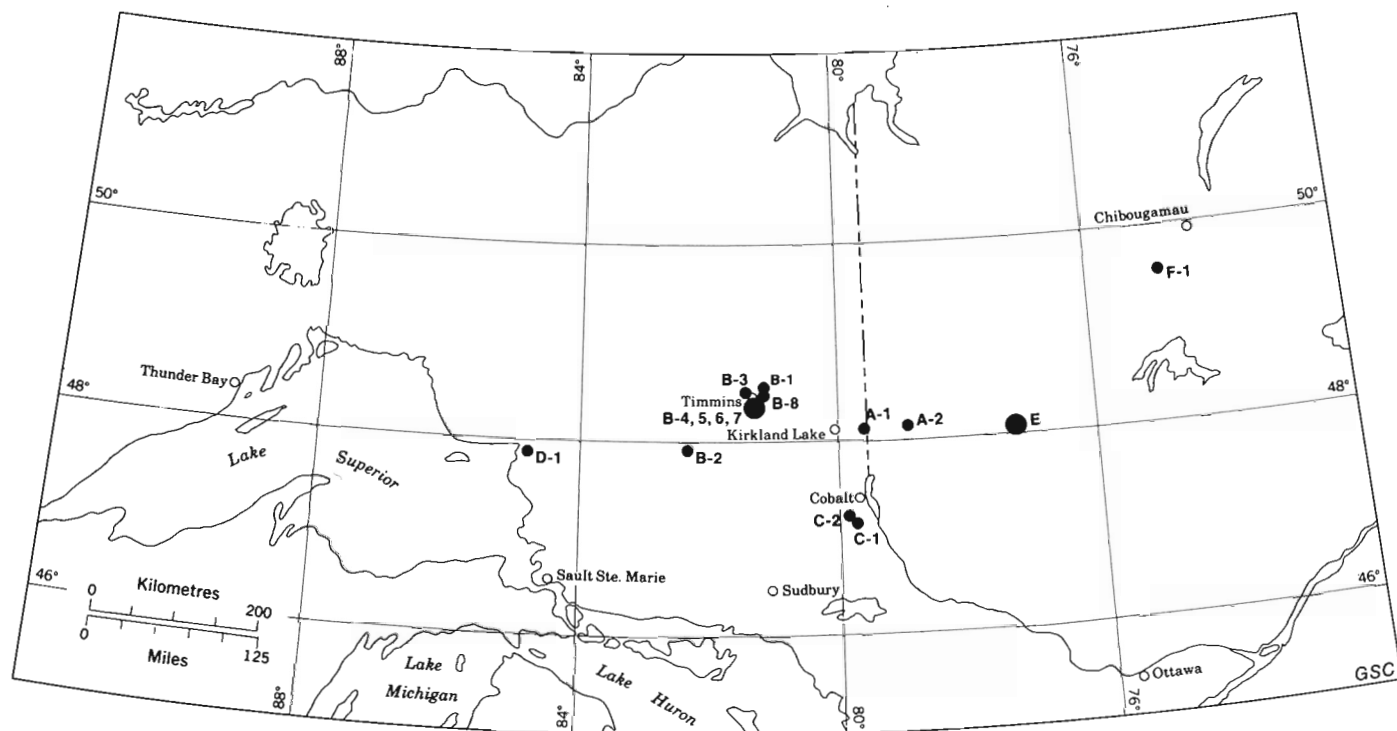 88°
84°
80°
76°
50°
50°
Chibougamau
F-1
Thunder Bay
48°
48°
B-3
B-1
Timmins
B-8
B-4, 5, 6, 7
Kirkland Lake
A-1
A-2
E
Lake Superior
D-1
B-2
Cobalt
C-2
C-1
46°
46°
0 Kilometres 200
0 Miles 125
Sault Ste. Marie
Sudbury
Lake Michigan
Lake Huron
Ottawa
GSC
88°
84°
80°
76°